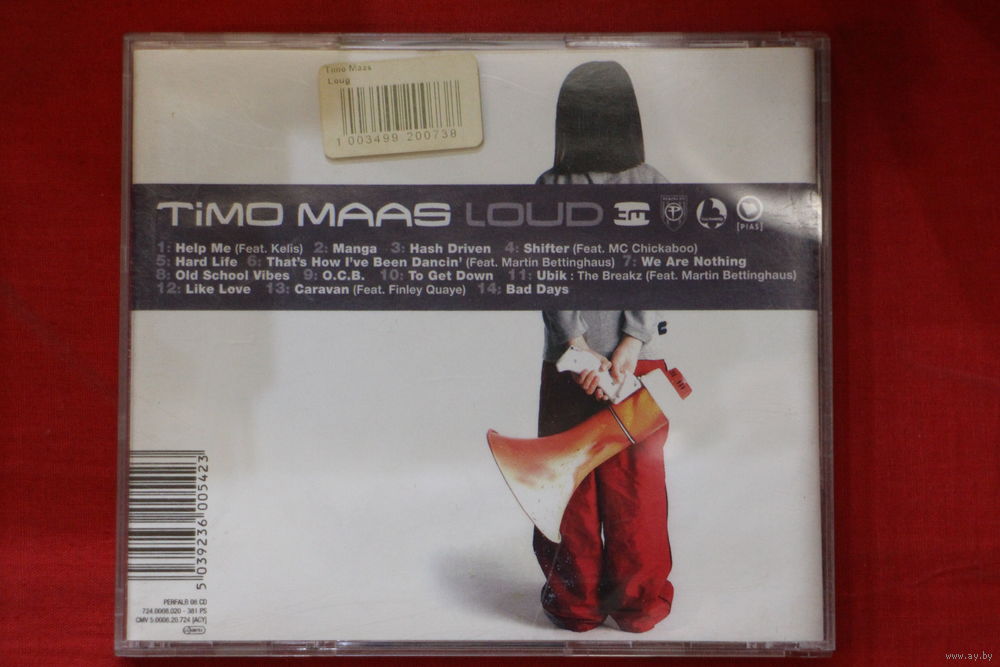 Timo Maas
Loug
1 003499 200738
TiMO MAAS LOUD
[PIAS]
1: Help Me (Feat. Kelis) 2: Manga 3: Hash Driven 4: Shifter (Feat. MC Chickaboo)
5: Hard Life 6: That's How I've Been Dancin' (Feat. Martin Bettinghaus) 7: We Are Nothing
8: Old School Vibes 9: O.C.B. 10: To Get Down 11: Ubik : The Breakz (Feat. Martin Bettinghaus)
12: Like Love 13: Caravan (Feat. Finley Quaye) 14: Bad Days
5 039236 005423
PERFALB 08 CD
724.0008.020 - 381 PS
CMV 5.0008.20.724 [ACY]
www.ay.by